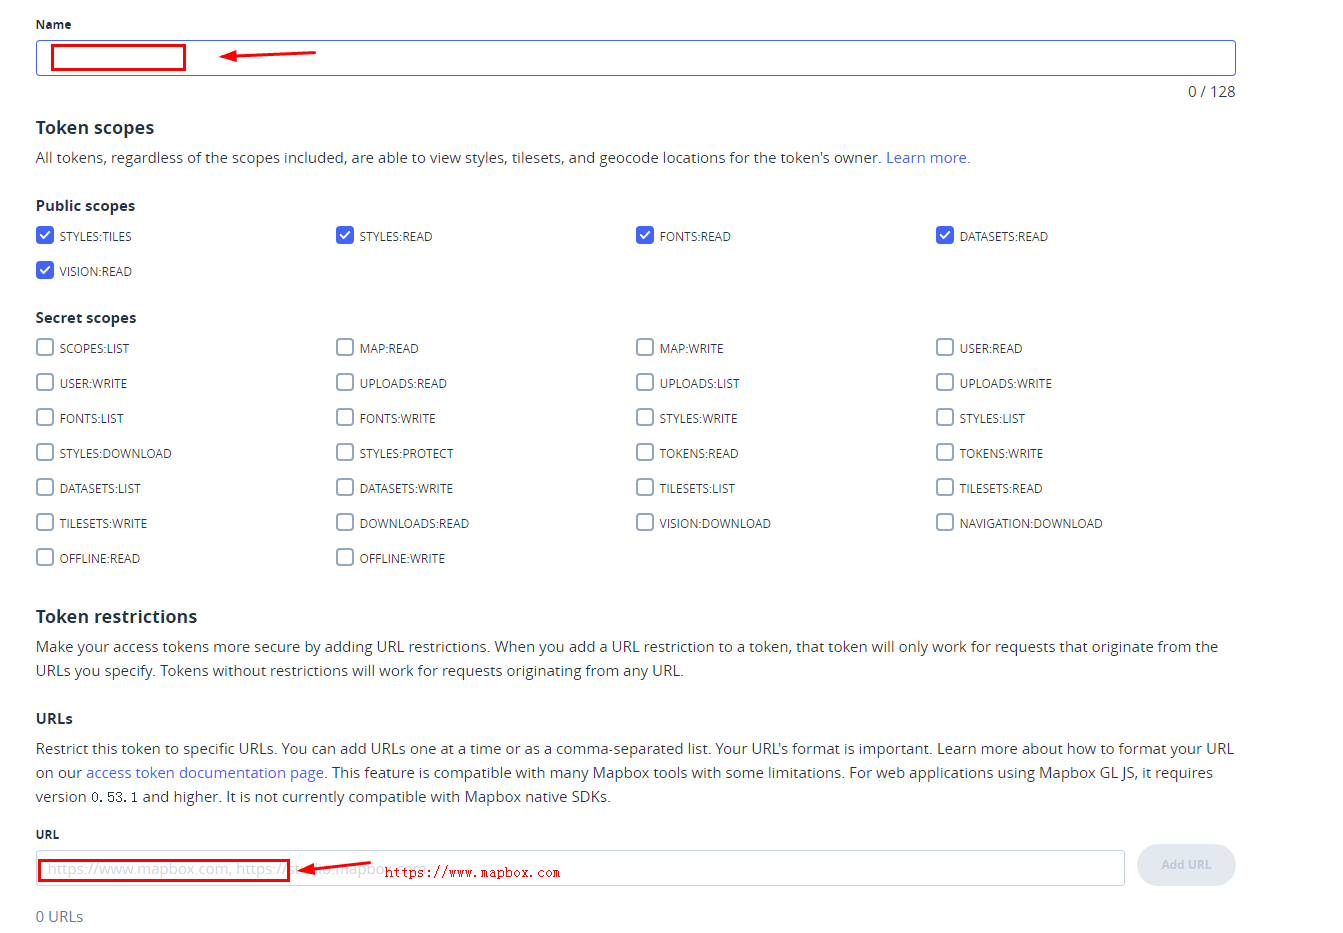 Name
0 / 128
Token scopes
All tokens, regardless of the scopes included, are able to view styles, tilesets, and geocode locations for the token's owner. Learn more.
Public scopes
STYLES:TILES STYLES:READ FONTS:READ DATASETS:READ
VISION:READ
Secret scopes
SCOPES:LIST MAP:READ MAP:WRITE USER:READ
USER:WRITE UPLOADS:READ UPLOADS:LIST UPLOADS:WRITE
FONTS:LIST FONTS:WRITE STYLES:WRITE STYLES:LIST
STYLES:DOWNLOAD STYLES:PROTECT TOKENS:READ TOKENS:WRITE
DATASETS:LIST DATASETS:WRITE TILESETS:LIST TILESETS:READ
TILESETS:WRITE DOWNLOADS:READ VISION:DOWNLOAD NAVIGATION:DOWNLOAD
OFFLINE:READ OFFLINE:WRITE
Token restrictions
Make your access tokens more secure by adding URL restrictions. When you add a URL restriction to a token, that token will only work for requests that originate from the
URLs you specify. Tokens without restrictions will work for requests originating from any URL.
URLs
Restrict this token to specific URLs. You can add URLs one at a time or as a comma-separated list. Your URL's format is important. Learn more about how to format your URL
on our access token documentation page. This feature is compatible with many Mapbox tools with some limitations. For web applications using Mapbox GL JS, it requires
version 0.53.1 and higher. It is not currently compatible with Mapbox native SDKs.
URL
https://www.mapbox.com, https:// https://www.mapbox.com
Add URL
0 URLs